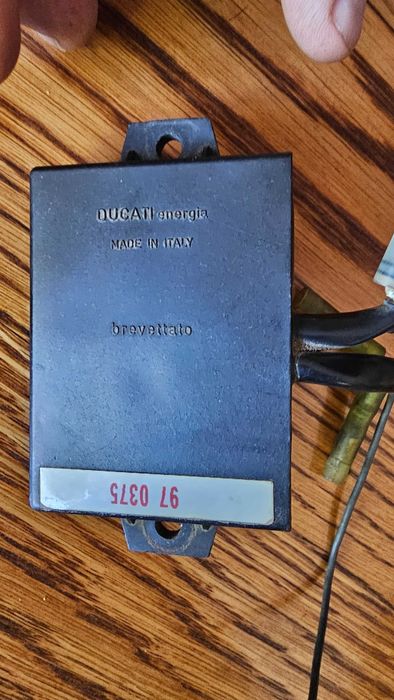 DUCATI energia
MADE IN ITALY
brevettato
97 0375